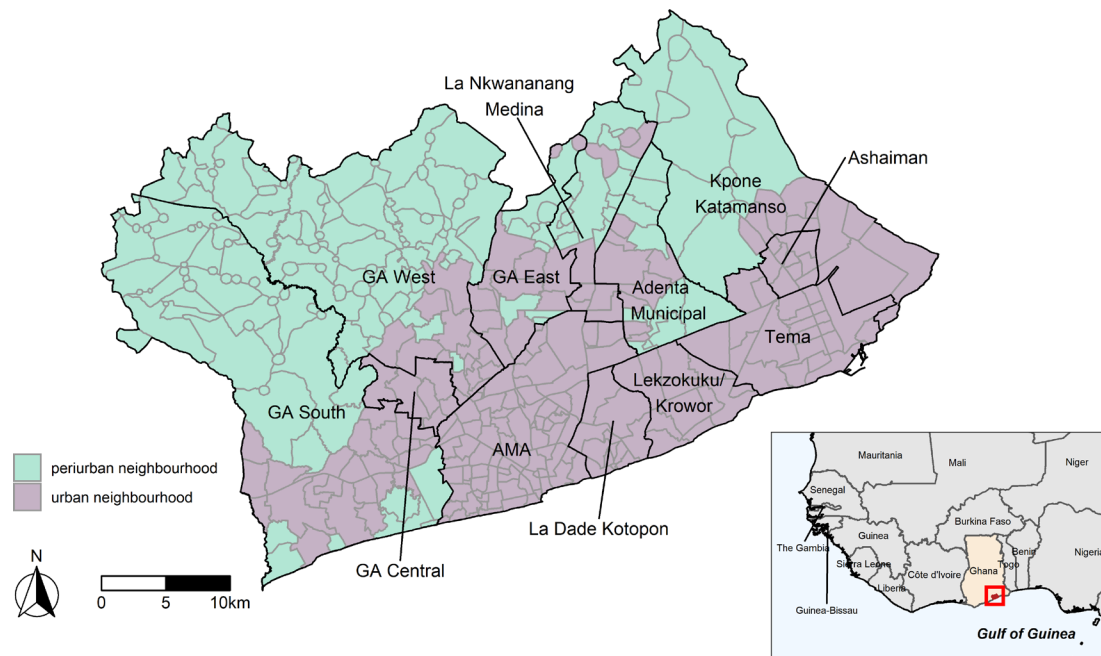 La Nkwananang
Medina
Ashaiman
Kpone
Katamanso
GA West
GA East
Adenta
Municipal
Tema
Lekzokuku/
Krowor
GA South
AMA
La Dade Kotopon
GA Central
periurban neighbourhood
urban neighbourhood
N
0 5 10km
Mauritania
Mali
Niger
Senegal
The Gambia
Guinea-Bissau
Guinea
Sierra Leone
Liberia
Côte d'Ivoire
Burkina Faso
Ghana
Togo
Benin
Nigeria
Gulf of Guinea